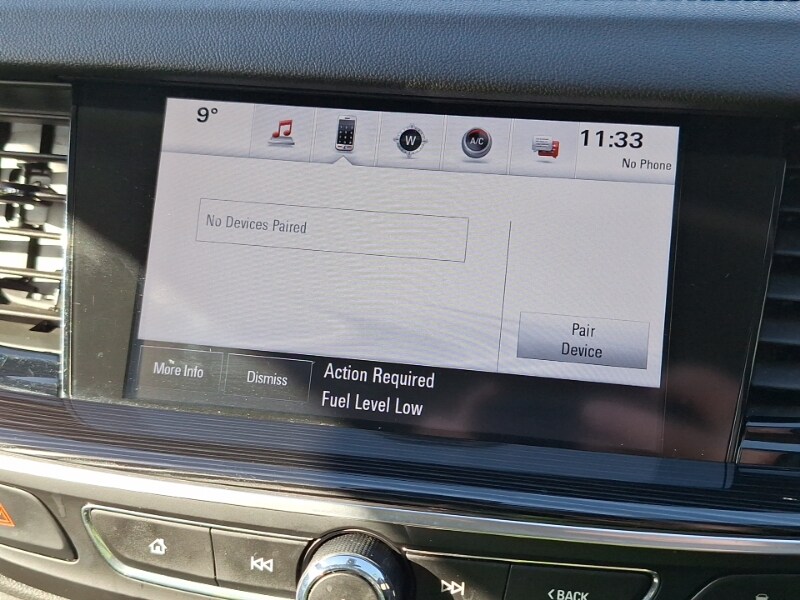 9°
W
A/C
11:33
No Phone
No Devices Paired
Pair
Device
More Info
Dismiss
Action Required
Fuel Level Low
BACK